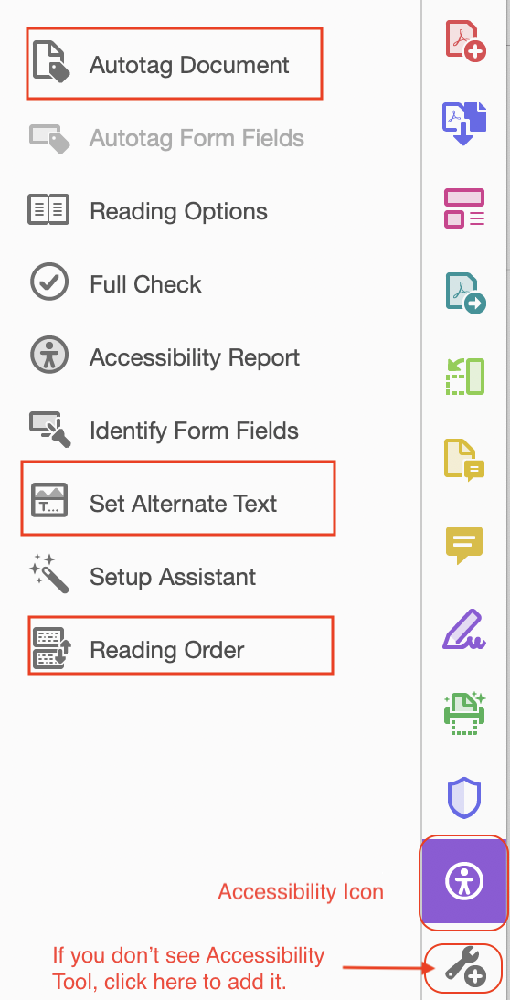 Autotag Document
Autotag Form Fields
Reading Options
Full Check
Accessibility Report
Identify Form Fields
T...
Set Alternate Text
Setup Assistant
Reading Order
Accessibility Icon
If you don’t see Accessibility
Tool, click here to add it.